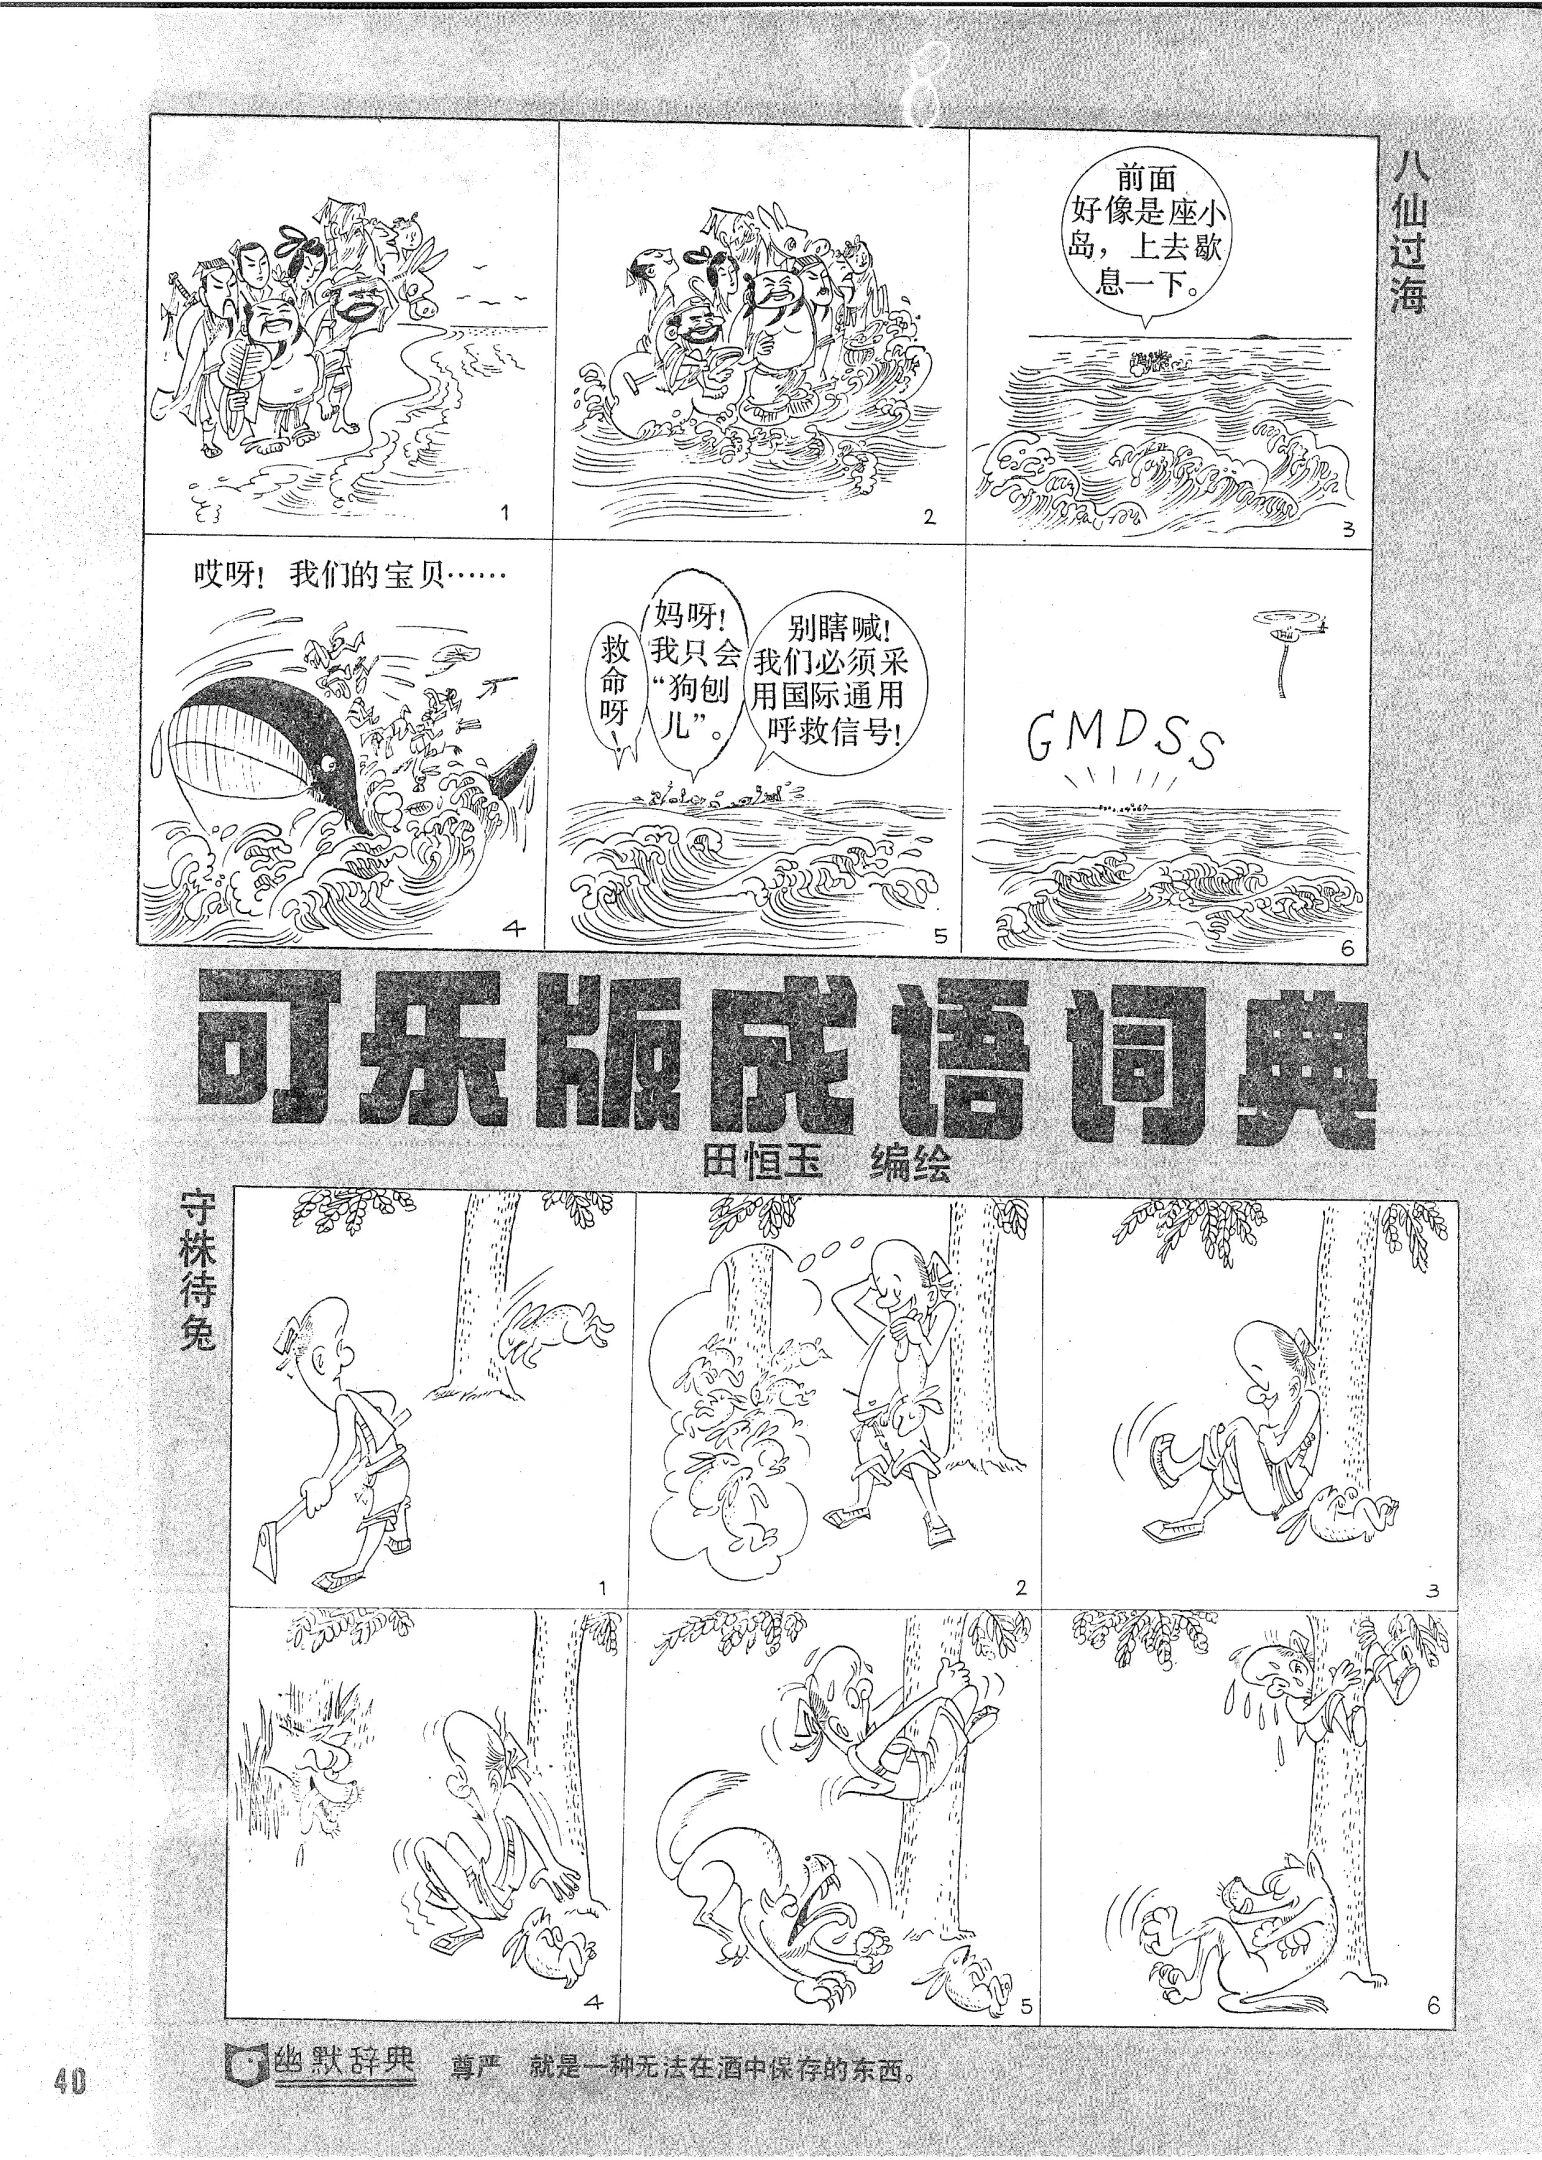 8
八仙过海
1
2
前面
好像是座小
岛，上去歇
息一下。
3
哎呀！我们的宝贝……
4
救
命
呀
！
妈呀！
我只会
“狗刨
儿”。
别瞎喊！
我们必须采
用国际通用
呼救信号！
5
GMDSS
6
可乐版成语词典
田恒玉 编绘
守株待兔
1
2
3
4
5
6
幽默辞典 尊严 就是一种无法在酒中保存的东西。
40